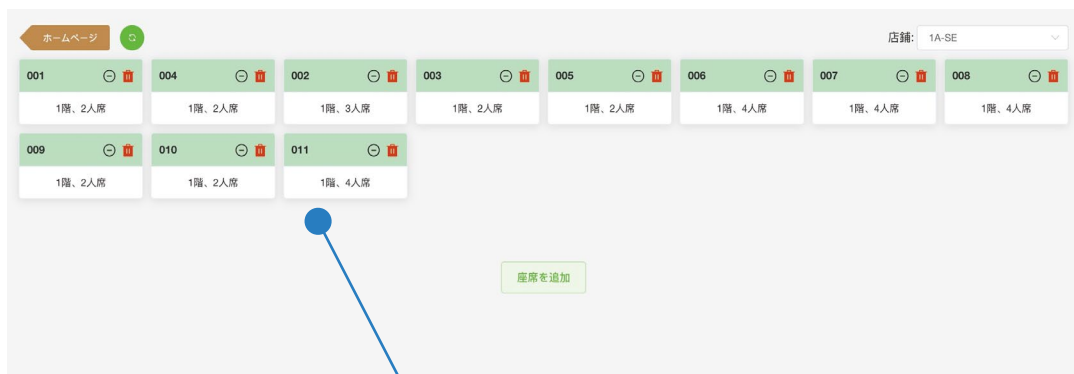 ホームページ
店鋪: 1A-SE
001 004 002 003 005 006 007 008
1階、2人席 1階、2人席 1階、3人席 1階、2人席 1階、2人席 1階、4人席 1階、4人席 1階、4人席
009 010 011
1階、2人席 1階、2人席 1階、4人席
座席を追加